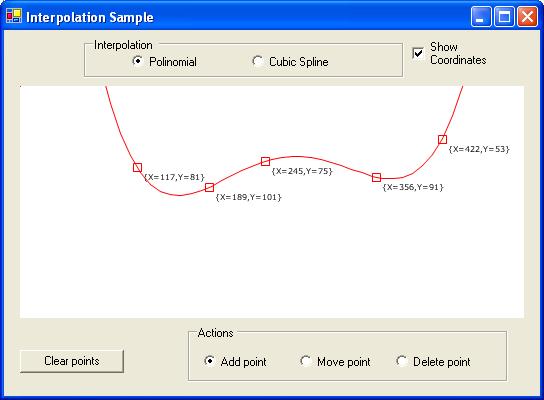 Interpolation Sample
Interpolation
Polinomial
Cubic Spline
Show
Coordinates
{X=422,Y=53}
{X=117,Y=81}
{X=245,Y=75}
{X=356,Y=91}
{X=189,Y=101}
Actions
Clear points
Add point
Move point
Delete point